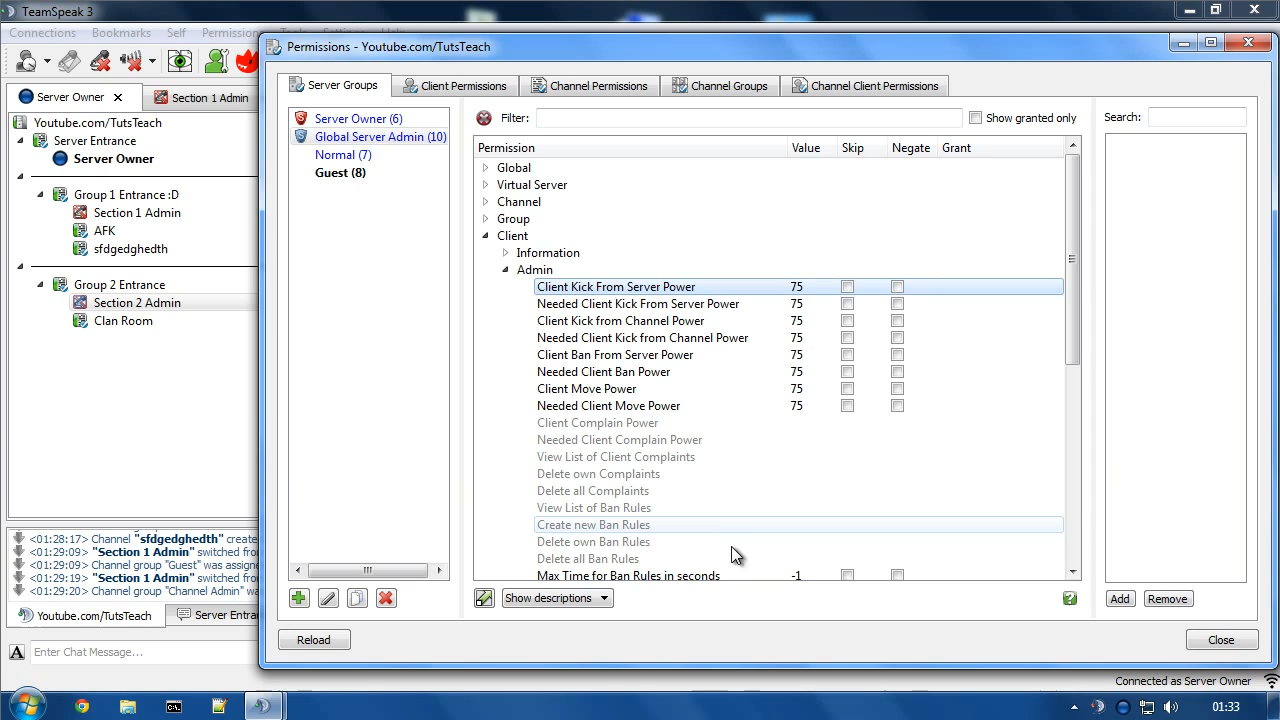 TeamSpeak 3
Connections Bookmarks Self
Permissions - Youtube.com/TutsTeach
Server Owner
Section 1 Admin
Youtube.com/TutsTeach
Server Entrance
Server Owner
Group 1 Entrance :D
Section 1 Admin
AFK
sfdgedghedth
Group 2 Entrance
Section 2 Admin
Clan Room
<01:28:17> Channel "sfdgedghedth" create
<01:29:09> "Section 1 Admin" switched from
<01:29:09> Channel group "Guest" was assigne
<01:29:19> "Section 1 Admin" switched from
<01:29:20> Channel group "Channel Admin" wa
Youtube.com/TutsTeach
Server Entra
Enter Chat Message...
Server Groups
Client Permissions
Channel Permissions
Channel Groups
Channel Client Permissions
Server Owner (6)
Global Server Admin (10)
Normal (7)
Guest (8)
Filter:
Show granted only
Search:
Permission Value Skip Negate Grant
Global
Virtual Server
Channel
Group
Client
Information
Admin
Client Kick From Server Power 75
Needed Client Kick From Server Power 75
Client Kick from Channel Power 75
Needed Client Kick from Channel Power 75
Client Ban From Server Power 75
Needed Client Ban Power 75
Client Move Power 75
Needed Client Move Power 75
Client Complain Power
Needed Client Complain Power
View List of Client Complaints
Delete own Complaints
Delete all Complaints
View List of Ban Rules
Create new Ban Rules
Delete own Ban Rules
Delete all Ban Rules
Max Time for Ban Rules in seconds -1
Show descriptions
Add
Remove
Reload
Close
Connected as Server Owner
01:33